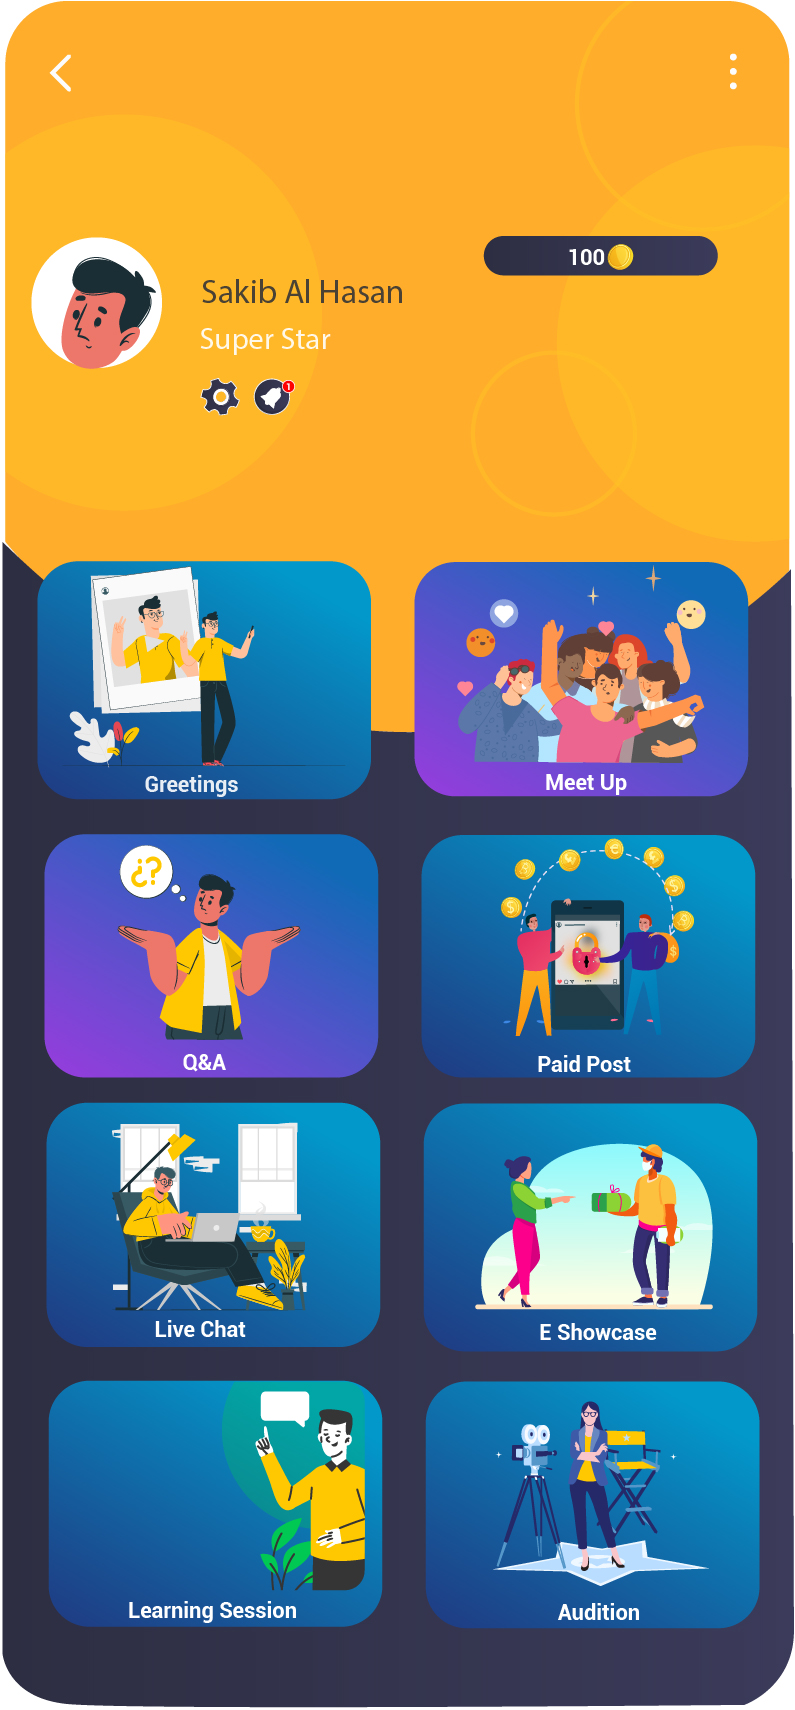 100
Sakib Al Hasan
Super Star
1
Greetings
Meet Up
¿?
Q&A
Paid Post
Live Chat
E Showcase
Learning Session
Audition